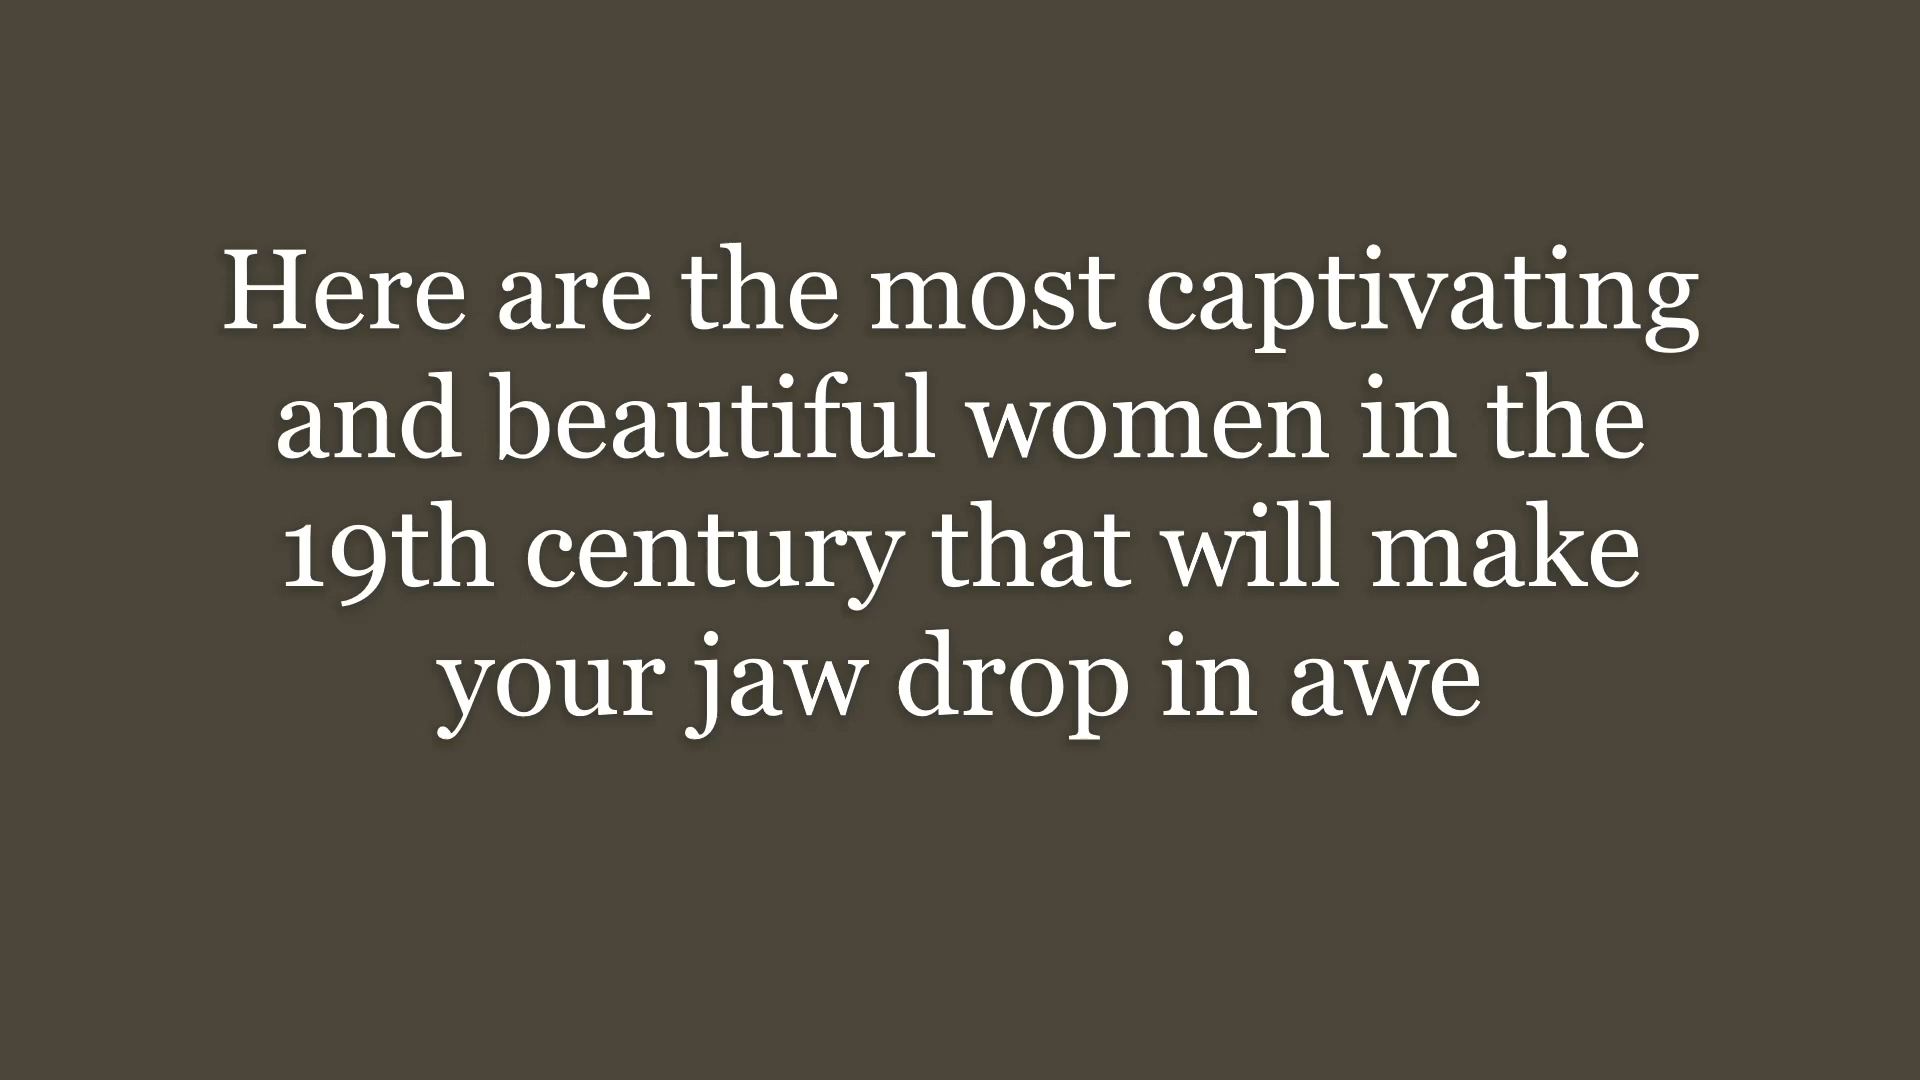 Here are the most captivating
and beautiful women in the
19th century that will make
your jaw drop in awe